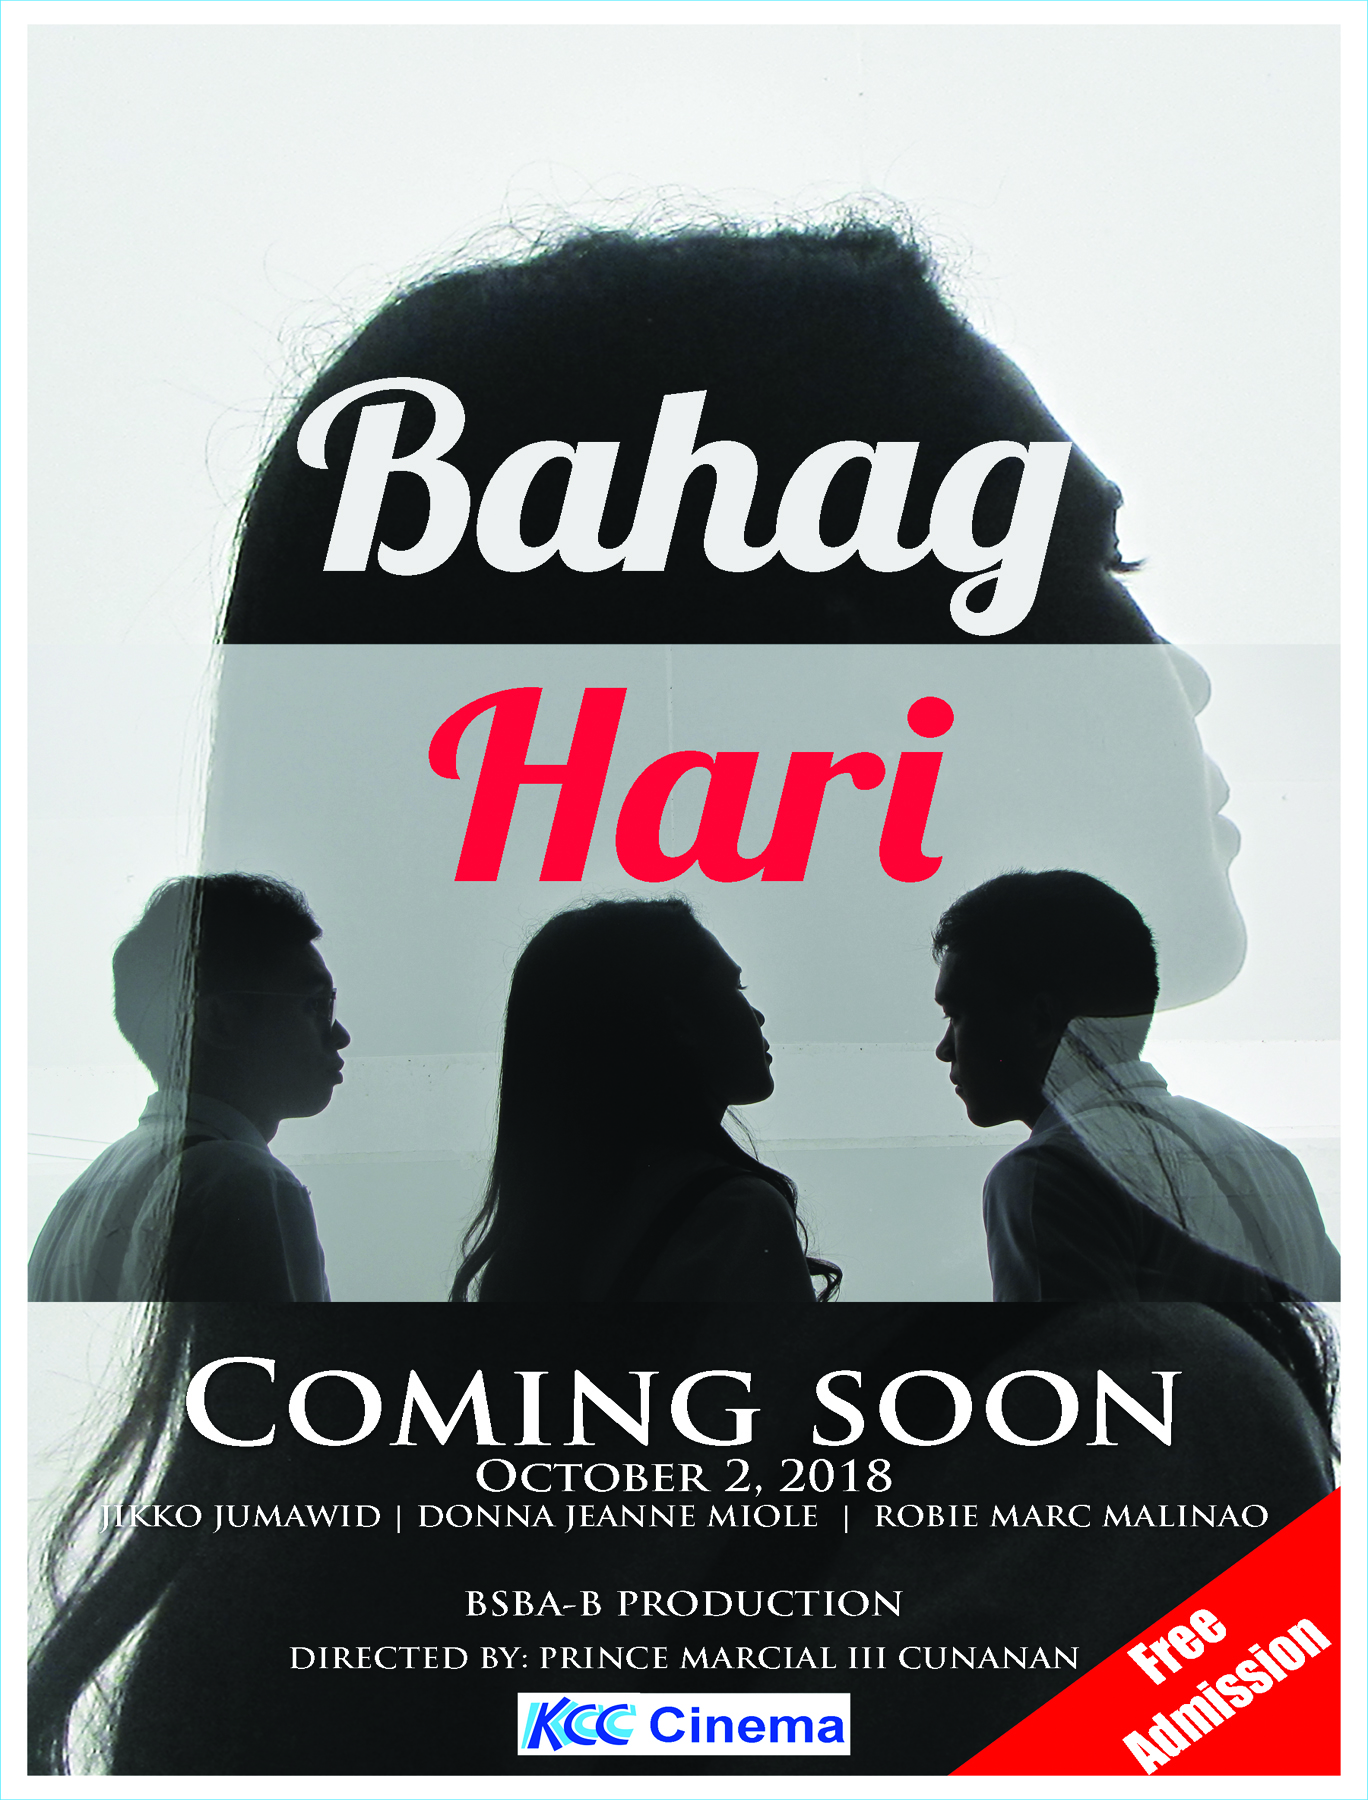 Bahag
Hari
COMING SOON
OCTOBER 2, 2018
JIKKO JUMAWID | DONNA JEANNE MIOLE | ROBIE MARC MALINAO
BSBA-B PRODUCTION
DIRECTED BY: PRINCE MARCIAL III CUNANAN
KCC Cinema
Free
Admission